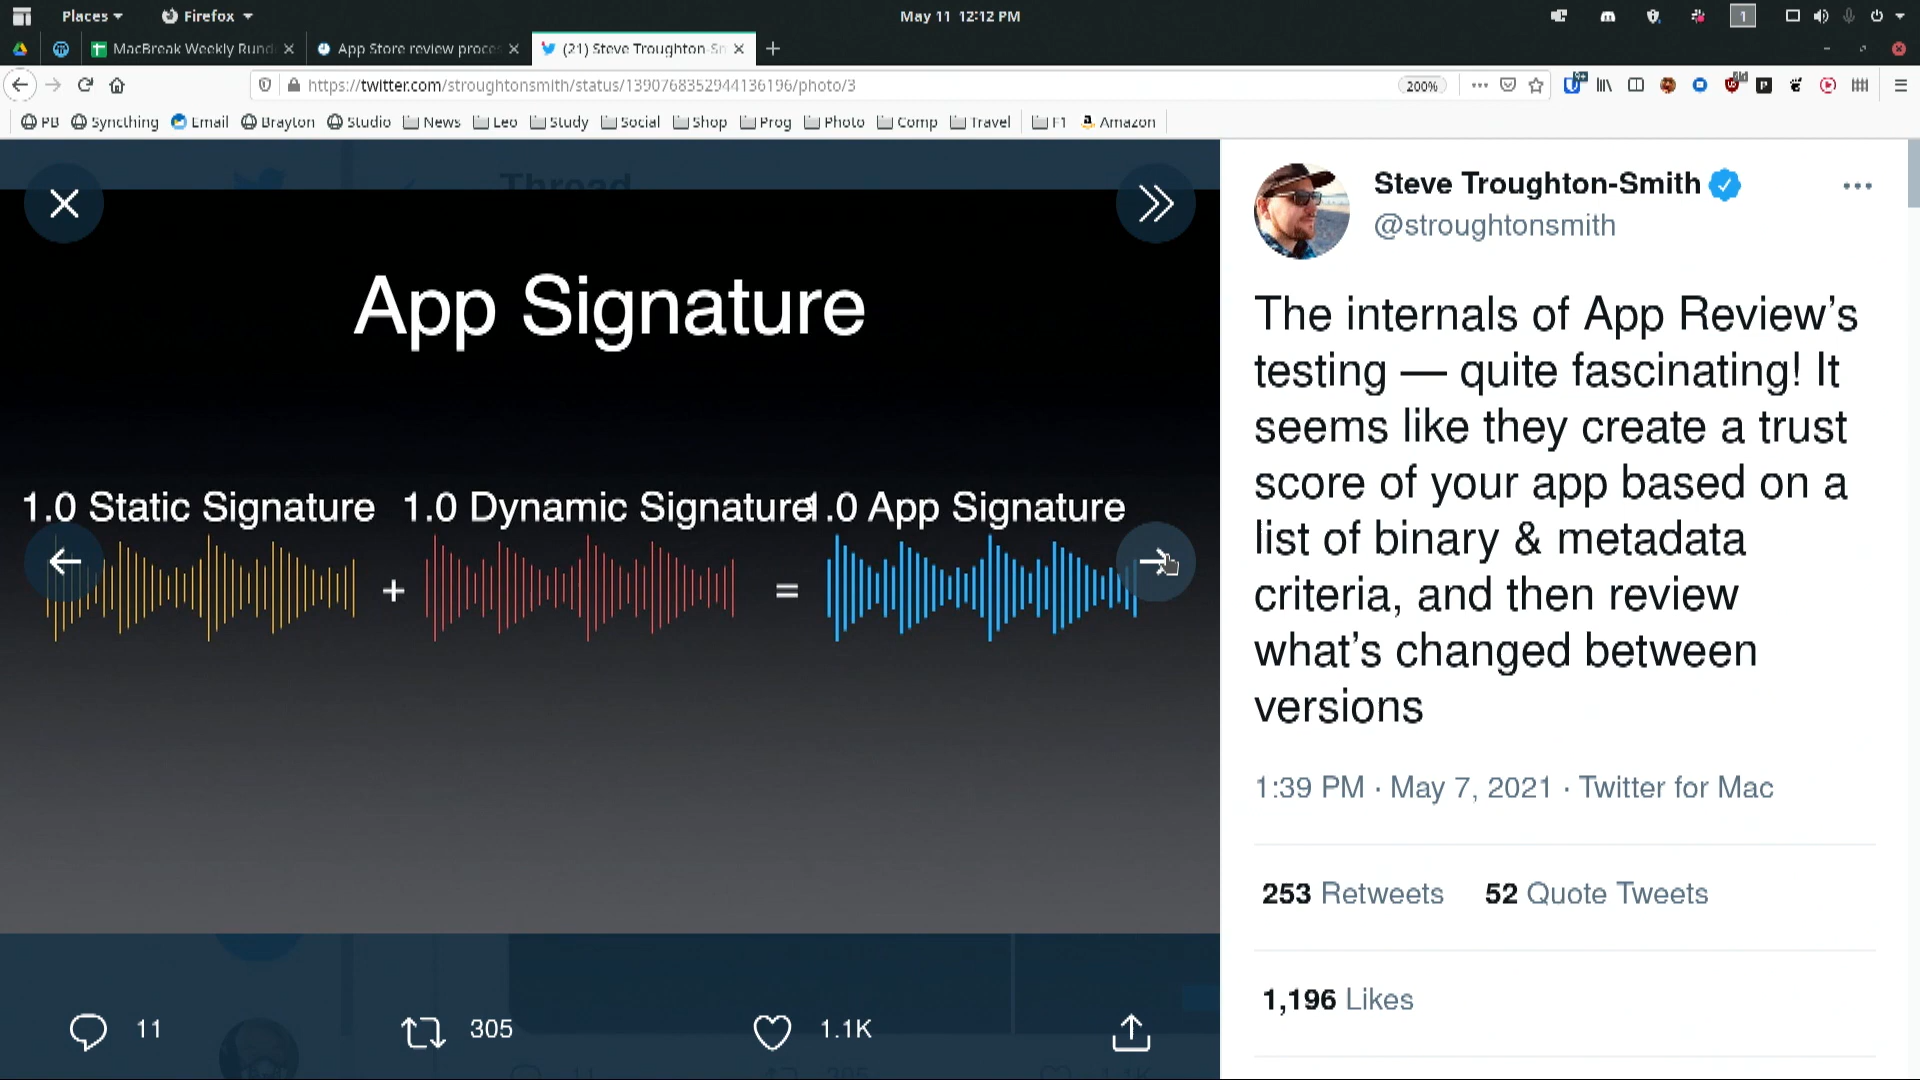 Places
Firefox
May 11 12:12 PM
1
MacBreak Weekly Rund
App Store review proce
(21) Steve Troughton-Sm
https://twitter.com/stroughtonsmith/status/1390768352944136196/photo/3
200%
PB
Syncthing
Email
Brayton
Studio
News
Leo
Study
Social
Shop
Prog
Photo
Comp
Travel
F1
Amazon
Thread
App Signature
1.0 Static Signature
1.0 Dynamic Signature
1.0 App Signature
+
=
11
305
1.1K
Steve Troughton-Smith
@stroughtonsmith
The internals of App Review’s
testing — quite fascinating! It
seems like they create a trust
score of your app based on a
list of binary & metadata
criteria, and then review
what’s changed between
versions
1:39 PM · May 7, 2021 · Twitter for Mac
253 Retweets 52 Quote Tweets
1,196 Likes